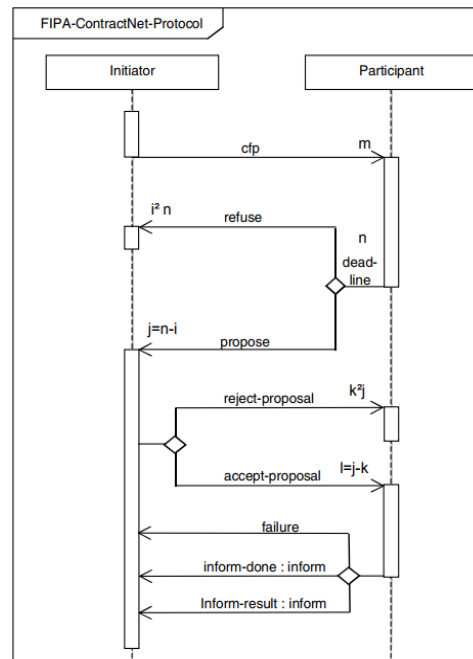 FIPA-ContractNet-Protocol
Initiator
Participant
cfp
m
i² n
refuse
n
dead-
line
j=n-i
propose
reject-proposal
k²j
accept-proposal
l=j-k
failure
inform-done : inform
Inform-result : inform